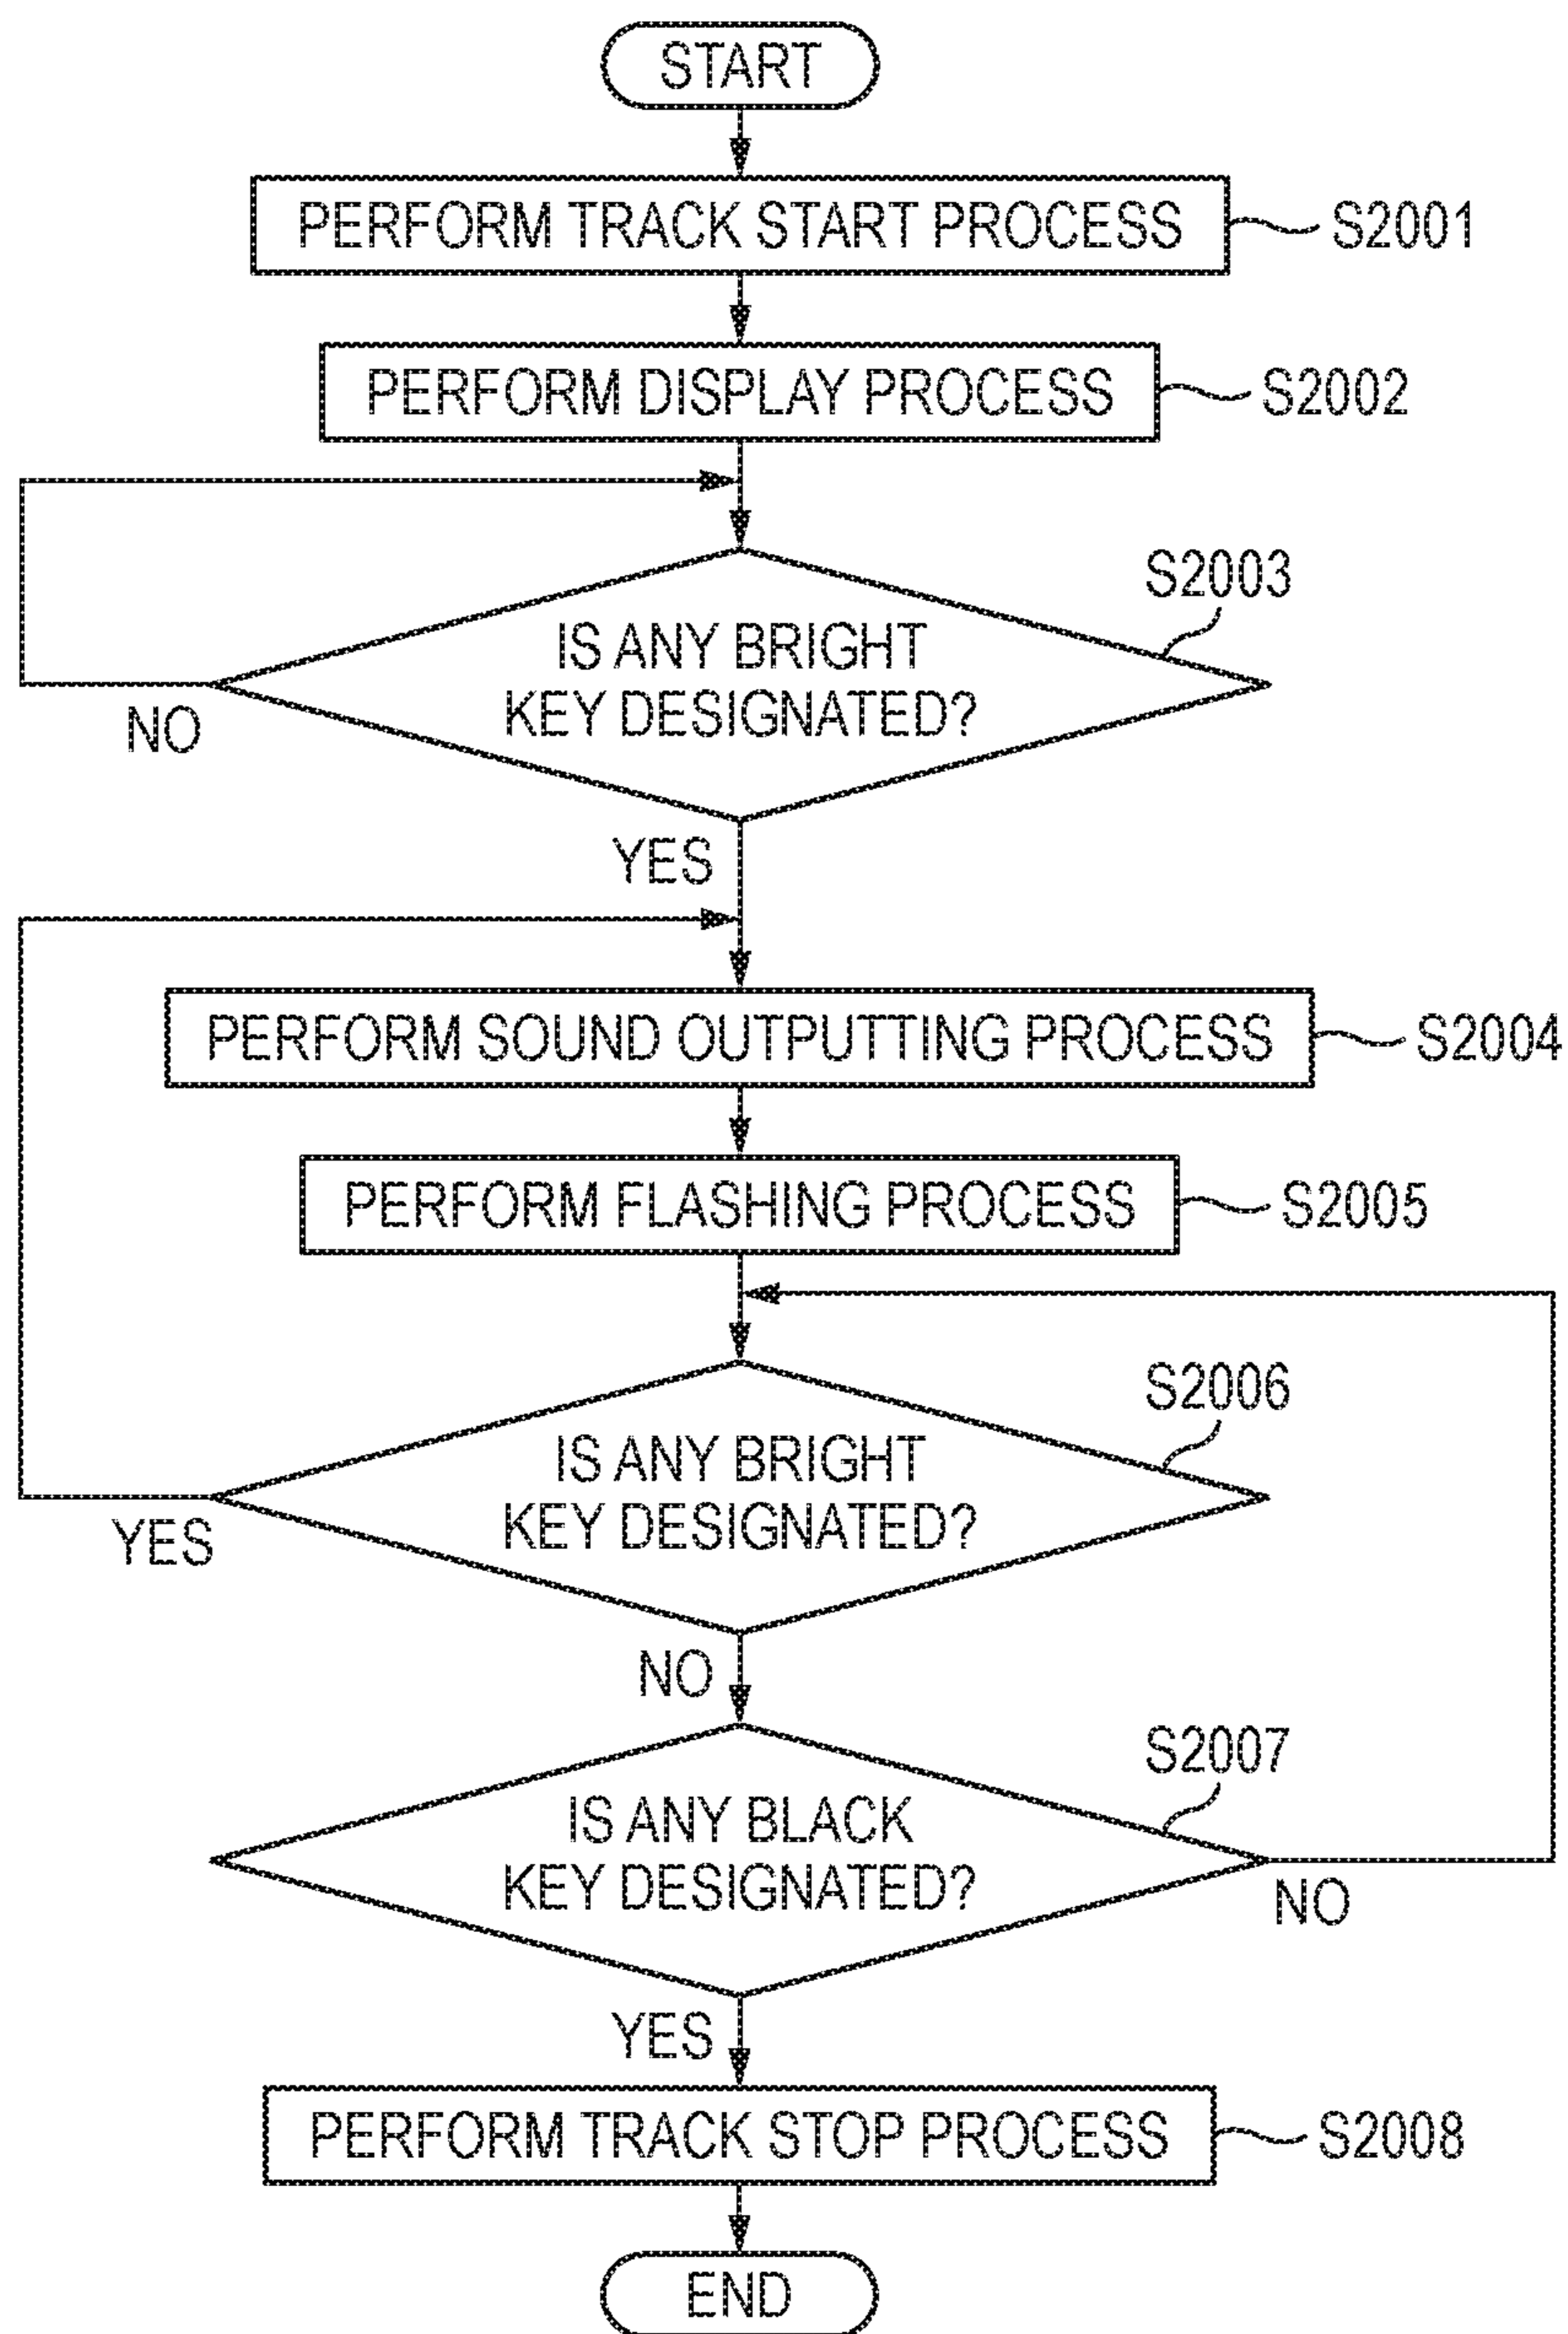 START
PERFORM TRACK START PROCESS
S2001
PERFORM DISPLAY PROCESS
S2002
S2003
IS ANY BRIGHT
KEY DESIGNATED?
NO
YES
PERFORM SOUND OUTPUTTING PROCESS
S2004
PERFORM FLASHING PROCESS
S2005
S2006
IS ANY BRIGHT
KEY DESIGNATED?
YES
NO
S2007
IS ANY BLACK
KEY DESIGNATED?
NO
YES
PERFORM TRACK STOP PROCESS
S2008
END